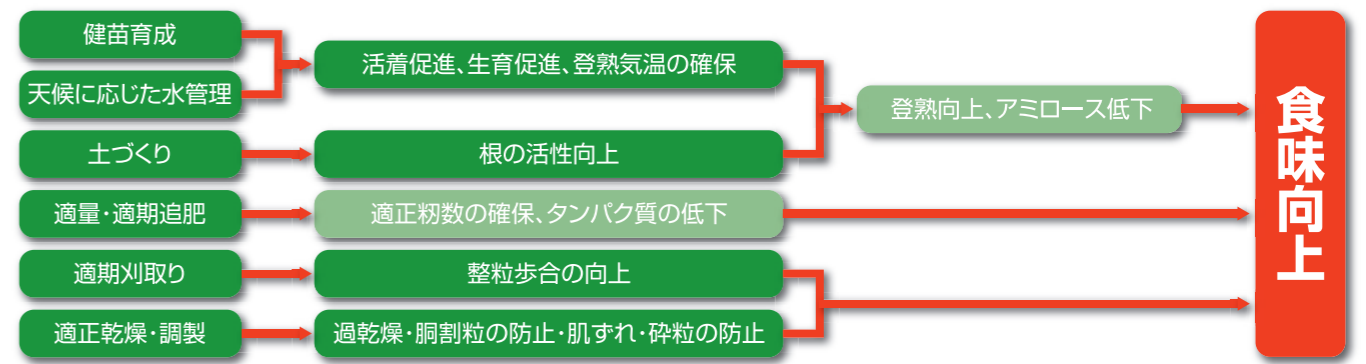 健苗育成
天候に応じた水管理
活着促進、生育促進、登熟気温の確保
土づくり
根の活性向上
登熟向上、アミロース低下
適量・適期追肥
適正籾数の確保、タンパク質の低下
適期刈取り
整粒歩合の向上
適正乾燥・調製
過乾燥・胴割粒の防止・肌ずれ・砕粒の防止
食味向上